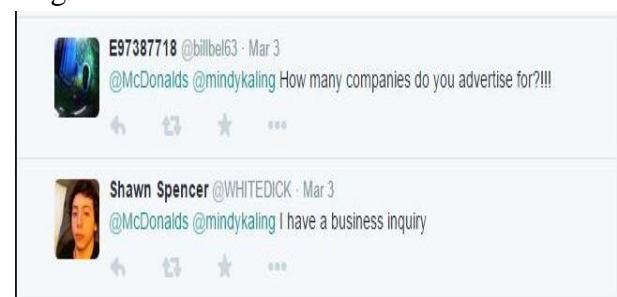 E97387718 @billbel63 · Mar 3
@McDonalds @mindykaling How many companies do you advertise for?!!!
Shawn Spencer @WHITEDICK · Mar 3
@McDonalds @mindykaling I have a business inquiry